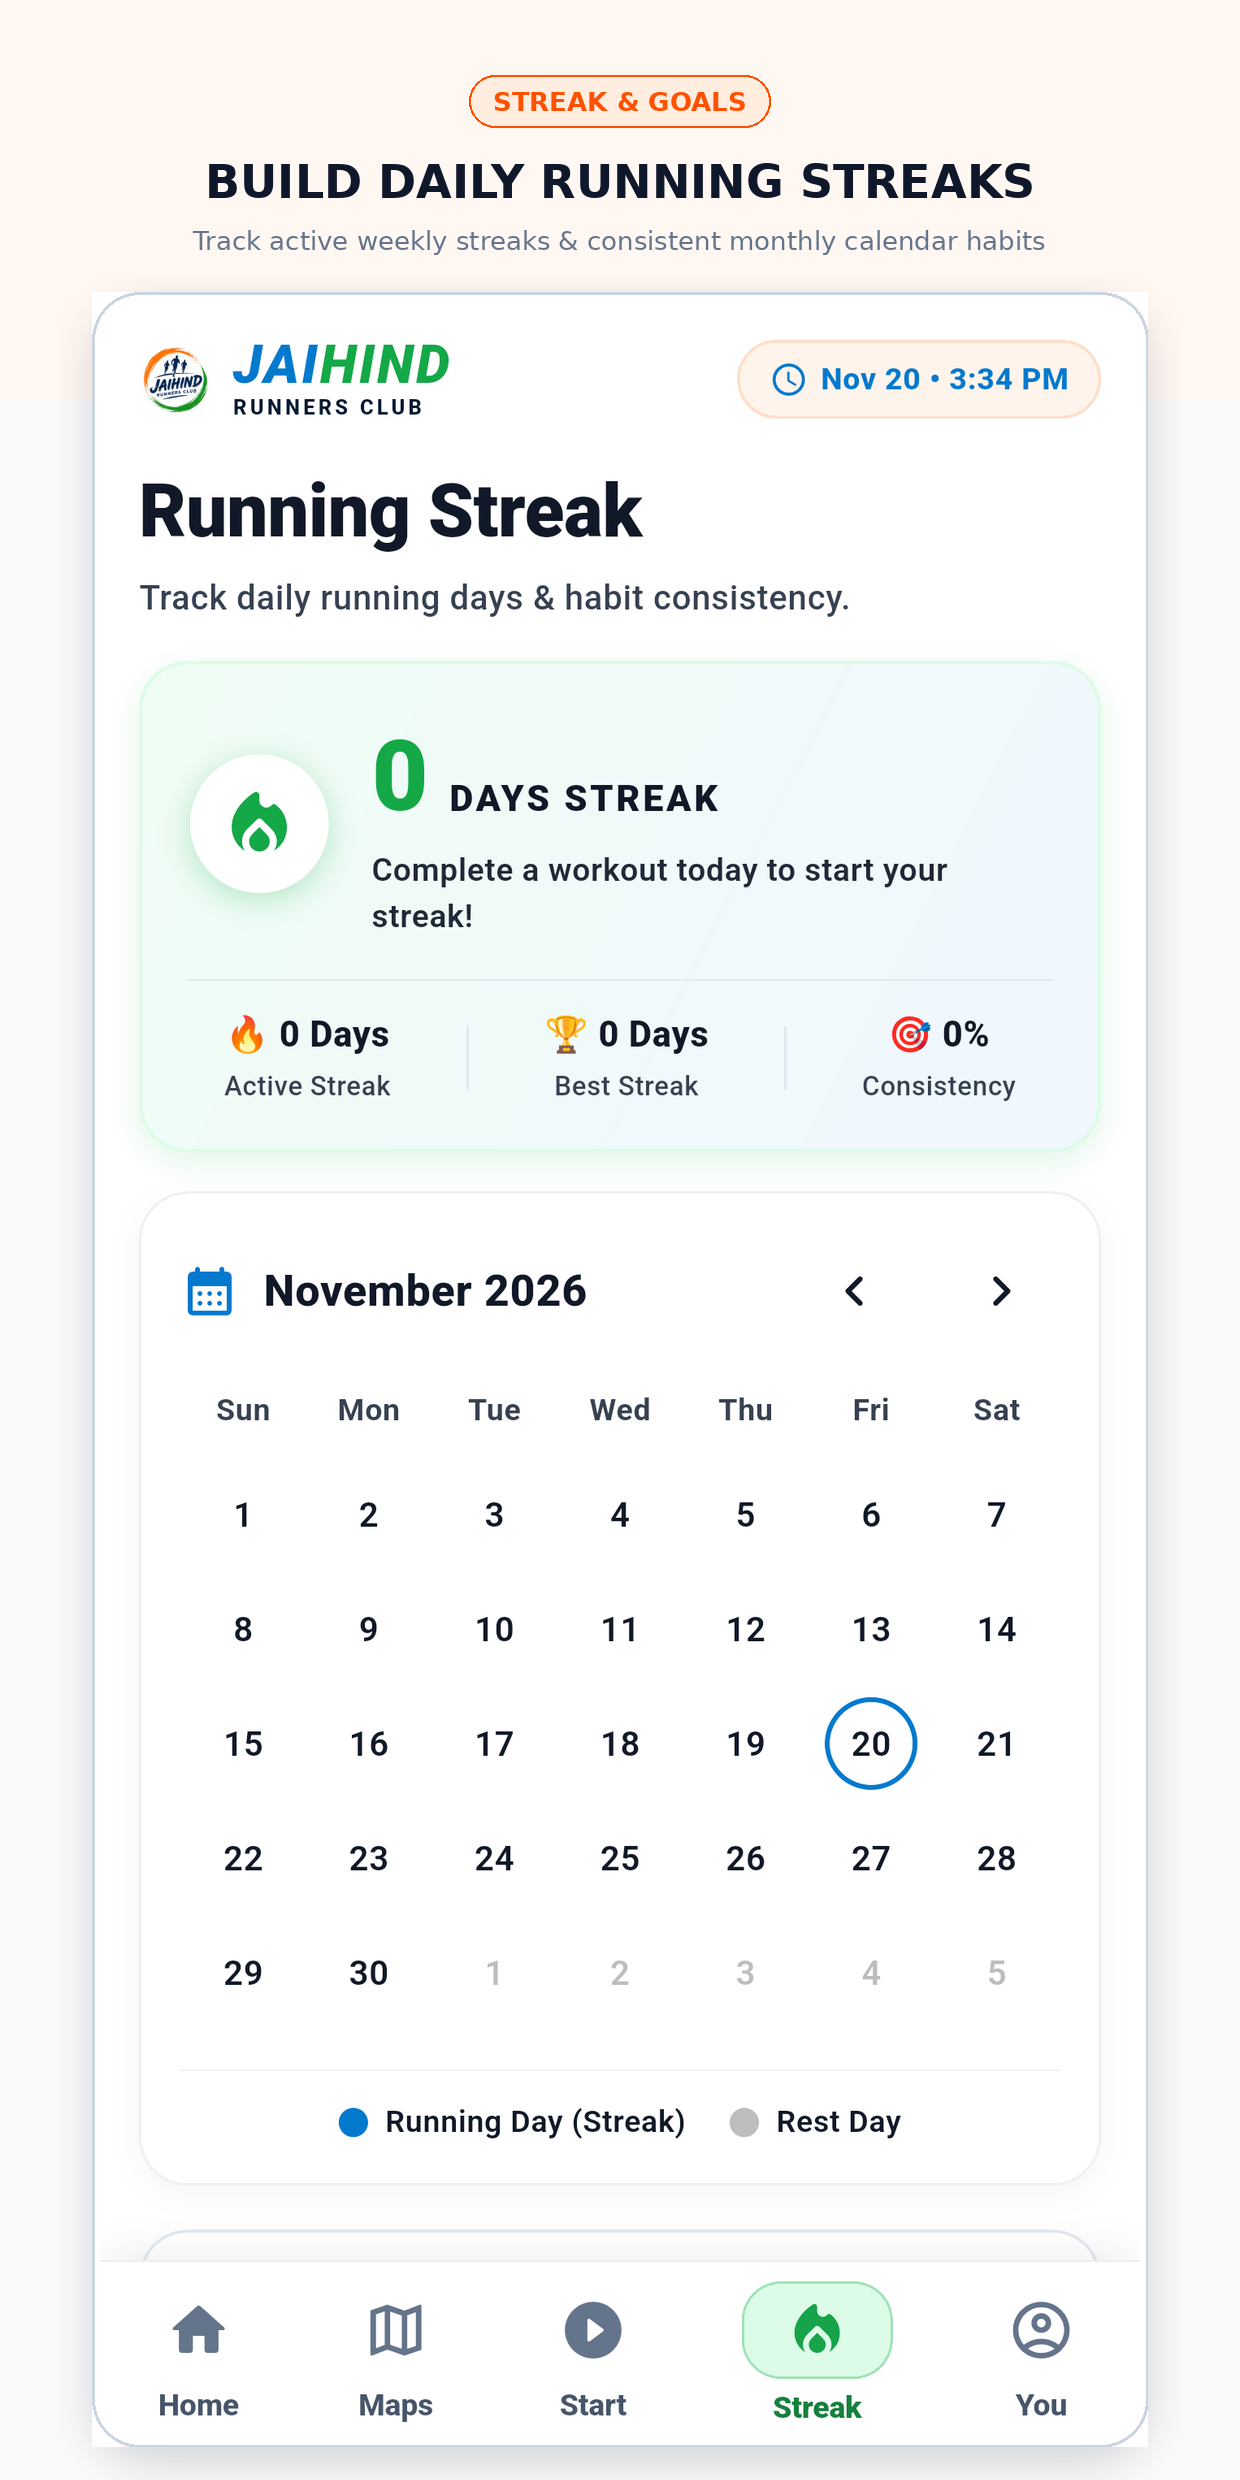 STREAK & GOALS
BUILD DAILY RUNNING STREAKS
Track active weekly streaks & consistent monthly calendar habits
JAIHIND
RUNNERS CLUB
JAIHIND
RUNNERS CLUB
Nov 20 • 3:34 PM
Running Streak
Track daily running days & habit consistency.
0 DAYS STREAK
Complete a workout today to start your
streak!
🔥 0 Days 🏆 0 Days 🎯 0%
Active Streak Best Streak Consistency
November 2026
Sun Mon Tue Wed Thu Fri Sat
1 2 3 4 5 6 7
8 9 10 11 12 13 14
15 16 17 18 19 20 21
22 23 24 25 26 27 28
29 30 1 2 3 4 5
Running Day (Streak) Rest Day
Home Maps Start Streak You